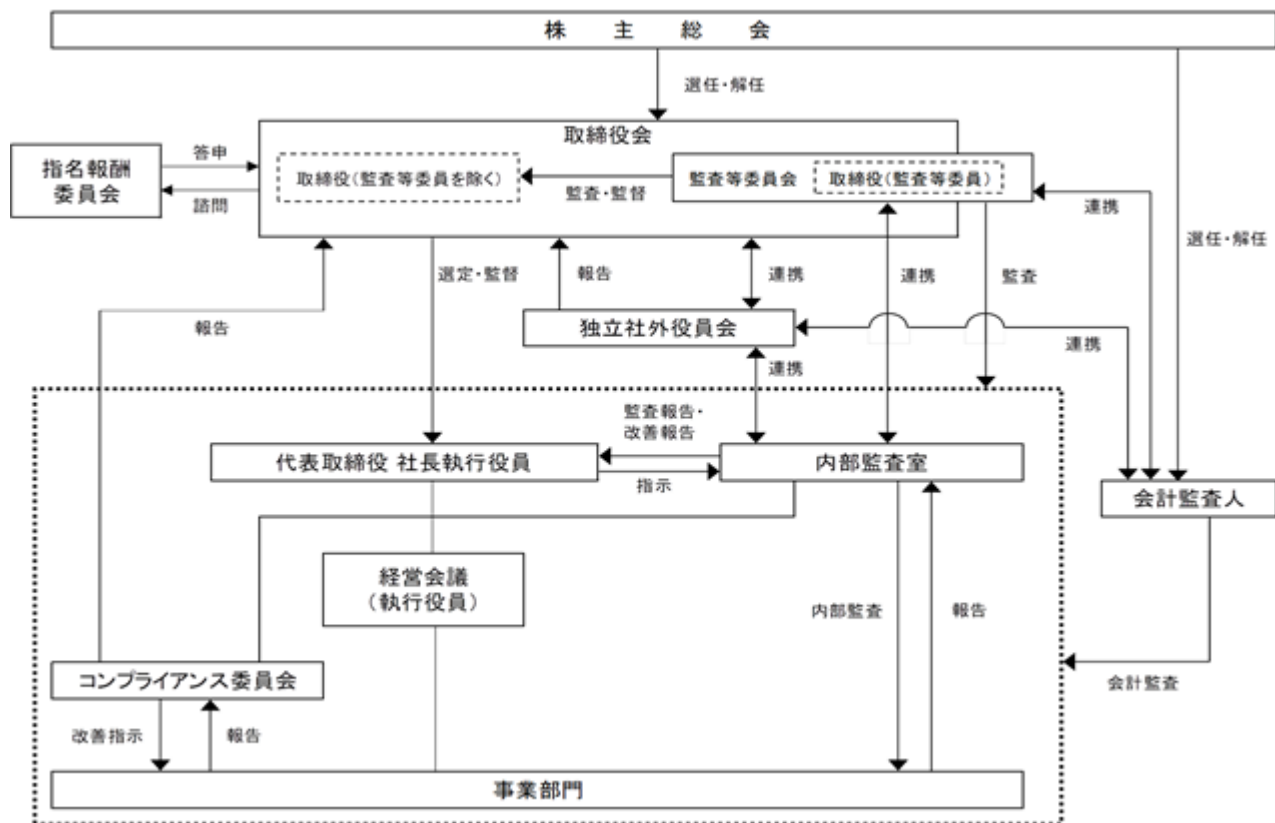 株主総会
選任・解任
取締役会
指名報酬
委員会
答申
諮問
取締役(監査等委員を除く)
監査・監督
監査等委員会
取締役(監査等委員)
連携
選任・解任
選定・監督
報告
連携
連携
監査
報告
独立社外役員会
連携
連携
監査報告・
改善報告
代表取締役 社長執行役員
指示
内部監査室
会計監査人
経営会議
(執行役員)
内部監査
報告
コンプライアンス委員会
会計監査
改善指示
報告
事業部門